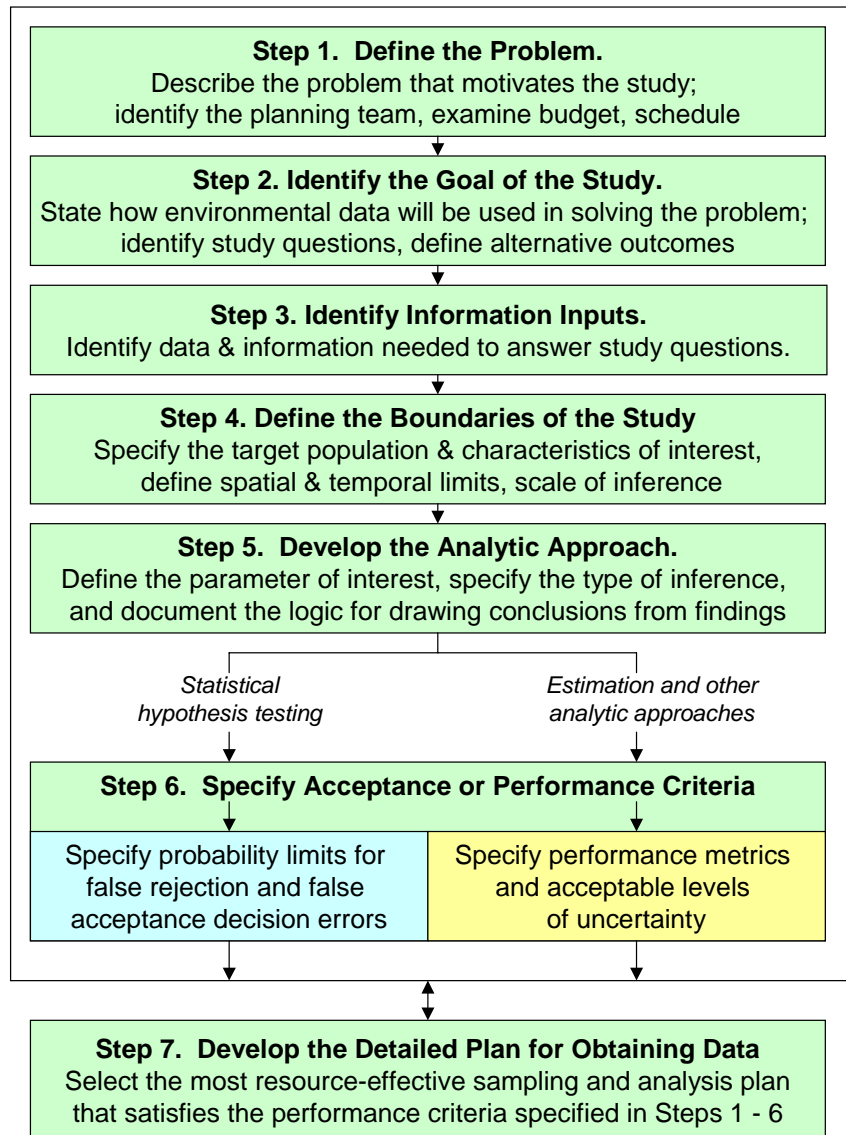 Step 1.  Define the Problem.
Describe the problem that motivates the study;
identify the planning team, examine budget, schedule
Step 2. Identify the Goal of the Study.
State how environmental data will be used in solving the problem;
identify study questions, define alternative outcomes
Step 3. Identify Information Inputs.
Identify data & information needed to answer study questions.
Step 4. Define the Boundaries of the Study
Specify the target population & characteristics of interest,
define spatial & temporal limits, scale of inference
Step 5.  Develop the Analytic Approach.
Define the parameter of interest, specify the type of inference,
and document the logic for drawing conclusions from findings
Statistical
hypothesis testing
Estimation and other
analytic approaches
Step 6.  Specify Acceptance or Performance Criteria
Specify probability limits for
false rejection and false
acceptance decision errors
Specify performance metrics
and acceptable levels
of uncertainty
Step 7.  Develop the Detailed Plan for Obtaining Data
Select the most resource-effective sampling and analysis plan
that satisfies the performance criteria specified in Steps 1 - 6